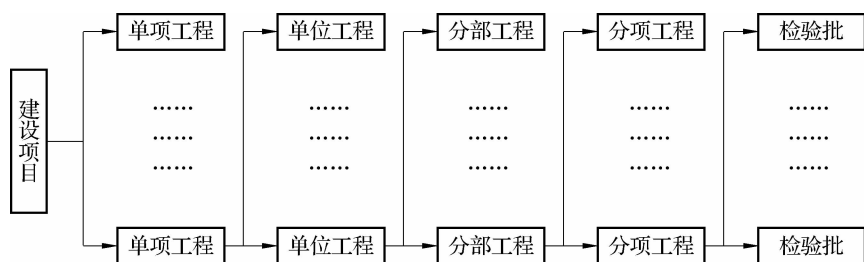 单项工程 单位工程 分部工程 分项工程 检验批
建设项目
…… …… …… …… ……
…… …… …… …… ……
…… …… …… …… ……
单项工程 单位工程 分部工程 分项工程 检验批